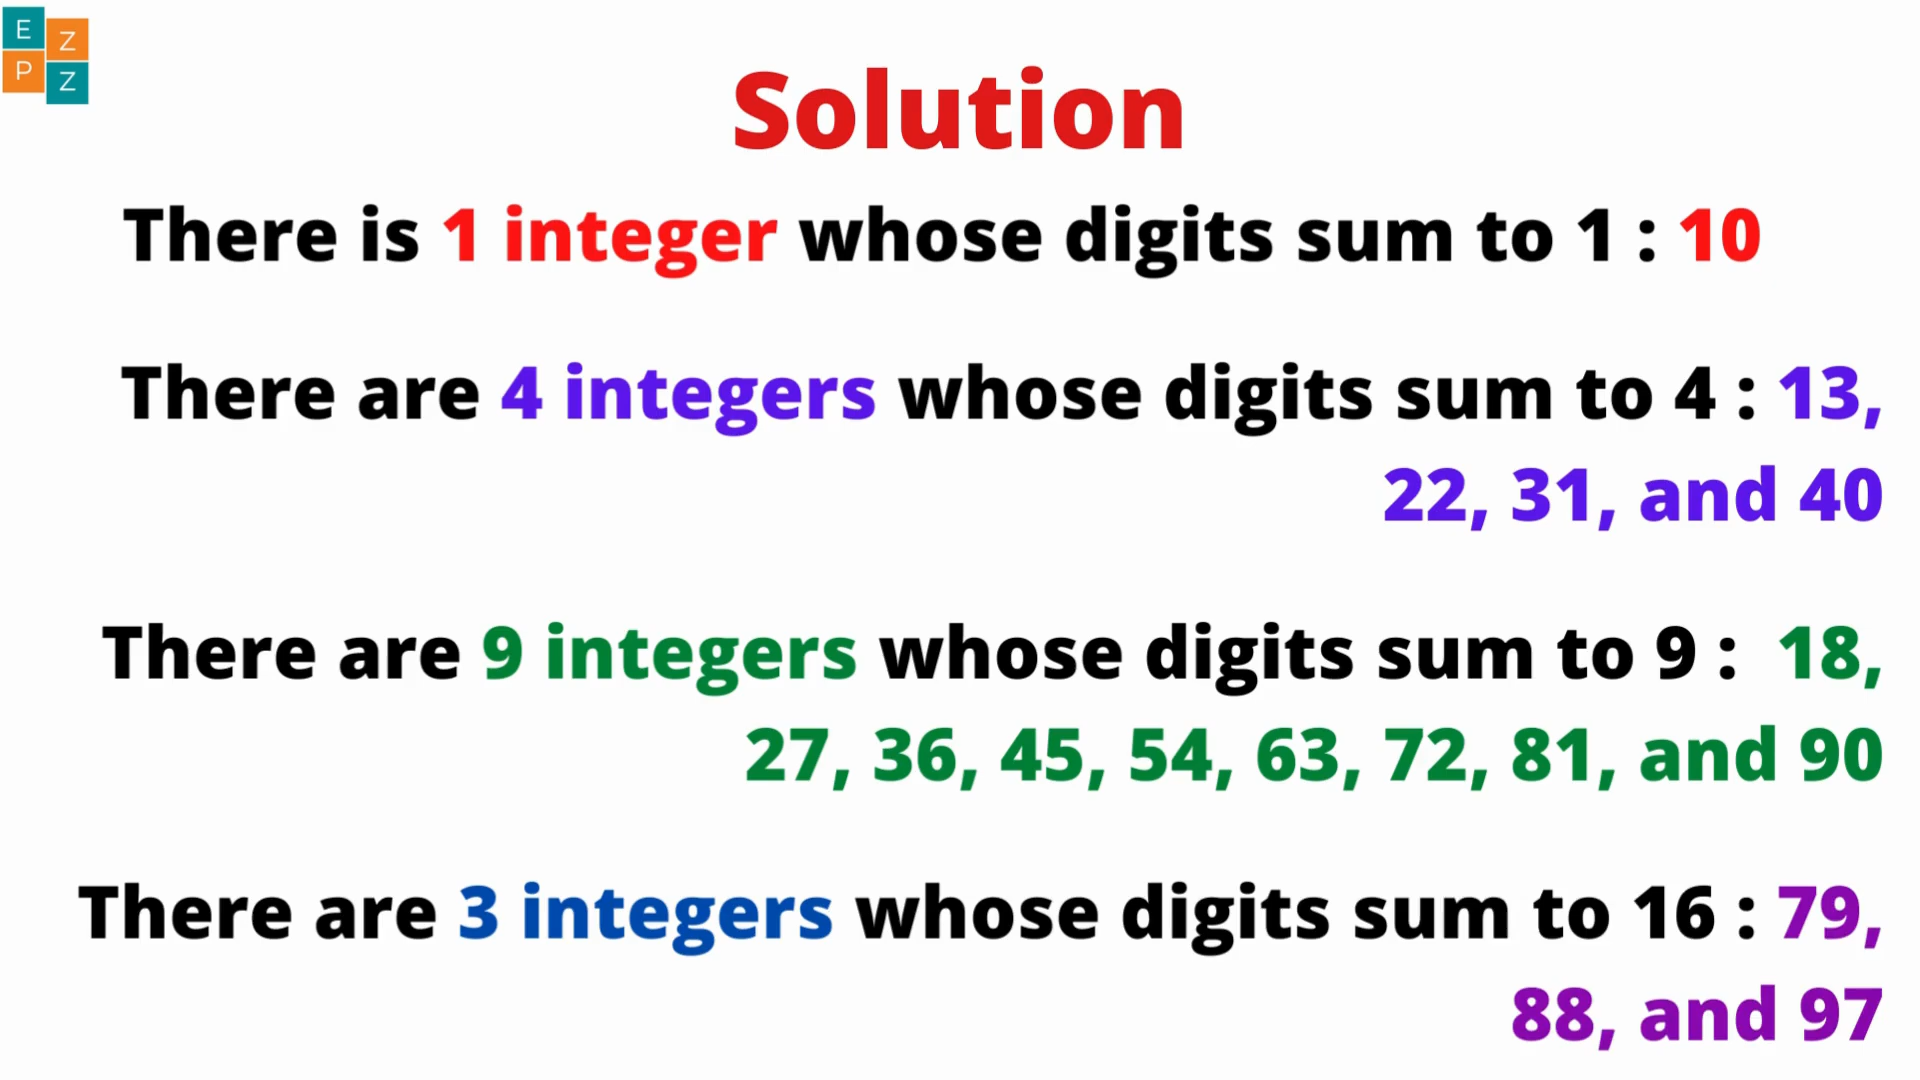 E Z
P Z
Solution
There is 1 integer whose digits sum to 1 : 10
There are 4 integers whose digits sum to 4 : 13,
22, 31, and 40
There are 9 integers whose digits sum to 9 : 18,
27, 36, 45, 54, 63, 72, 81, and 90
There are 3 integers whose digits sum to 16 : 79,
88, and 97